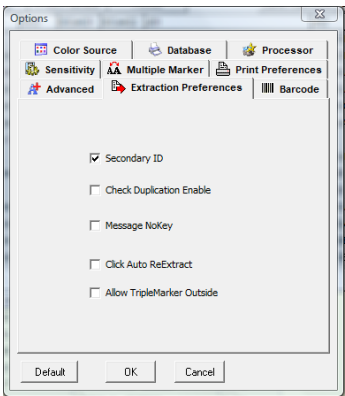 Options
Color Source Database Processor
Sensitivity Multiple Marker Print Preferences
Advanced Extraction Preferences Barcode
Secondary ID
Check Duplication Enable
Message NoKey
Click Auto ReExtract
Allow TripleMarker Outside
Default OK Cancel